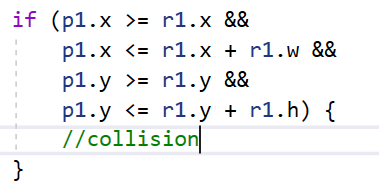 if (p1.x >= r1.x &&
    p1.x <= r1.x + r1.w &&
    p1.y >= r1.y &&
    p1.y <= r1.y + r1.h) {
    //collision
}